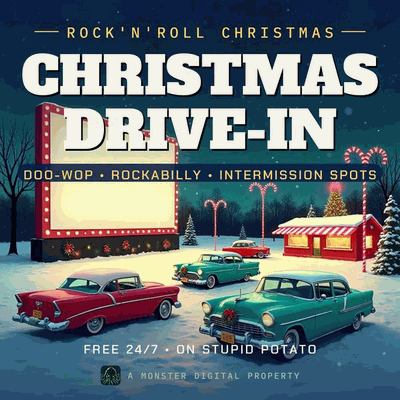 ROCK'N'ROLL CHRISTMAS
CHRISTMAS
DRIVE-IN
DOO-WOP • ROCKABILLY • INTERMISSION SPOTS
FREE 24/7 • ON STUPID POTATO
A MONSTER DIGITAL PROPERTY